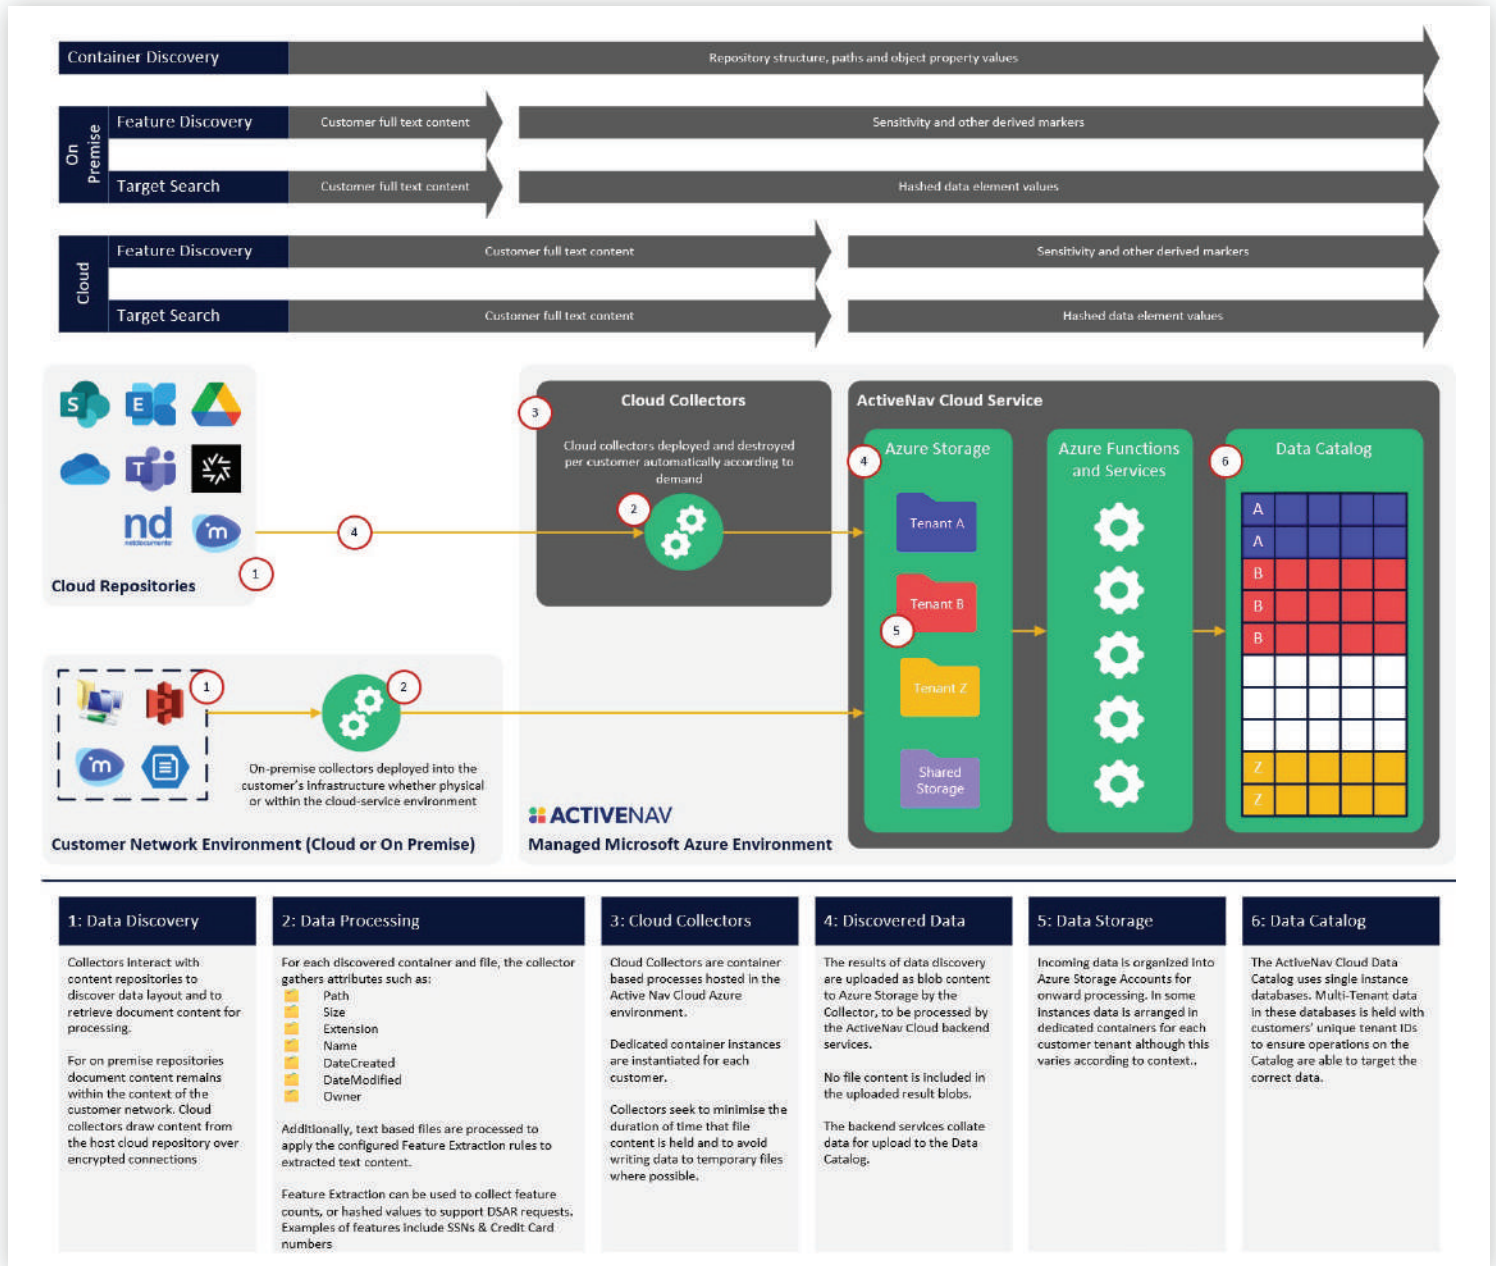 Container Discovery
Repository structure, paths and object property values
On Premise
Feature Discovery
Customer full text content
Sensitivity and other derived markers
Target Search
Customer full text content
Hashed data element values
Cloud
Feature Discovery
Customer full text content
Sensitivity and other derived markers
Target Search
Customer full text content
Hashed data element values
S
E
T
nd
netdocuments
m
4
1
Cloud Repositories
3
Cloud Collectors
Cloud collectors deployed and destroyed
per customer automatically according to
demand
2
ActiveNav Cloud Service
4
Azure Storage
Tenant A
Tenant B
5
Tenant Z
Shared
Storage
Azure Functions
and Services
6
Data Catalog
A
A
B
B
B
Z
Z
1
2
m
On-premise collectors deployed into the
customer's infrastructure whether physical
or within the cloud-service environment
Customer Network Environment (Cloud or On Premise)
ACTIVENAV
Managed Microsoft Azure Environment
1: Data Discovery
Collectors interact with
content repositories to
discover data layout and to
retrieve document content for
processing.
For on premise repositories
document content remains
within the context of the
customer network. Cloud
collectors draw content from
the host cloud repository over
encrypted connections
2: Data Processing
For each discovered container and file, the collector
gathers attributes such as:
Path
Size
Extension
Name
DateCreated
DateModified
Owner
Additionally, text based files are processed to
apply the configured Feature Extraction rules to
extracted text content.
Feature Extraction can be used to collect feature
counts, or hashed values to support DSAR requests.
Examples of features include SSNs & Credit Card
numbers
3: Cloud Collectors
Cloud Collectors are container
based processes hosted in the
Active Nav Cloud Azure
environment.
Dedicated container instances
are instantiated for each
customer.
Collectors seek to minimise the
duration of time that file
content is held and to avoid
writing data to temporary files
where possible.
4: Discovered Data
The results of data discovery
are uploaded as blob content
to Azure Storage by the
Collector, to be processed by
the ActiveNav Cloud backend
services.
No file content is included in
the uploaded result blobs.
The backend services collate
data for upload to the Data
Catalog.
5: Data Storage
Incoming data is organized into
Azure Storage Accounts for
onward processing. In some
instances data is arranged in
dedicated containers for each
customer tenant although this
varies according to context..
6: Data Catalog
The ActiveNav Cloud Data
Catalog uses single instance
databases. Multi-Tenant data
in these databases is held with
customers' unique tenant IDs
to ensure operations on the
Catalog are able to target the
correct data.